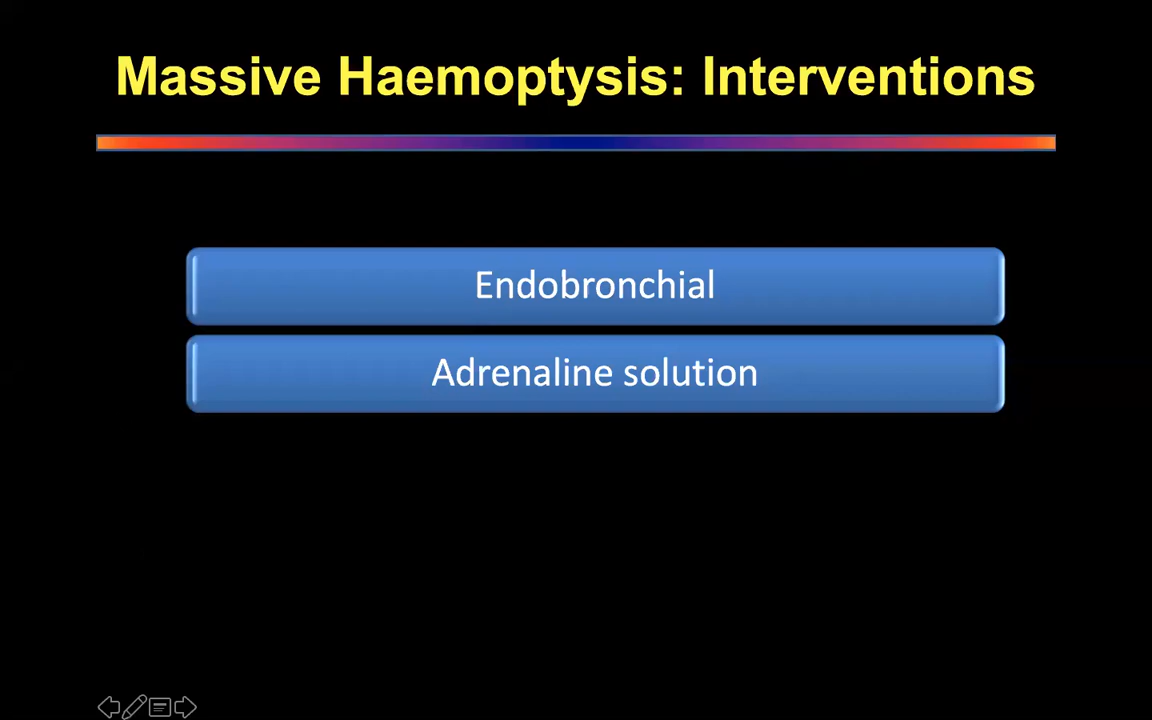 Massive Haemoptysis: Interventions
Endobronchial
Adrenaline solution